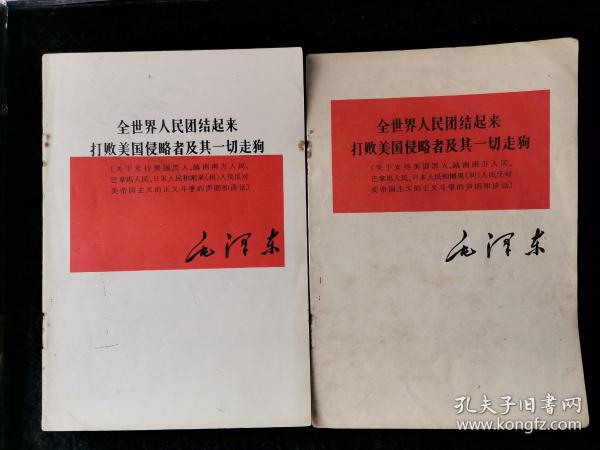 全世界人民团结起来
打败美国侵略者及其一切走狗
(关于支持美国黑人、越南南方人民、
巴拿馬人民、日本人民和剛果(利)人民反对
美帝国主义的正义斗爭的声明和谈话)
毛泽东
全世界人民团结起来
打败美国侵略者及其一切走狗
(关于支持美国黑人、越南南方人民、
巴拿馬人民、日本人民和剛果(利)人民反对
美帝国主义的正义斗爭的声明和谈话)
毛泽东
孔夫子旧书网
www.kongfz.com